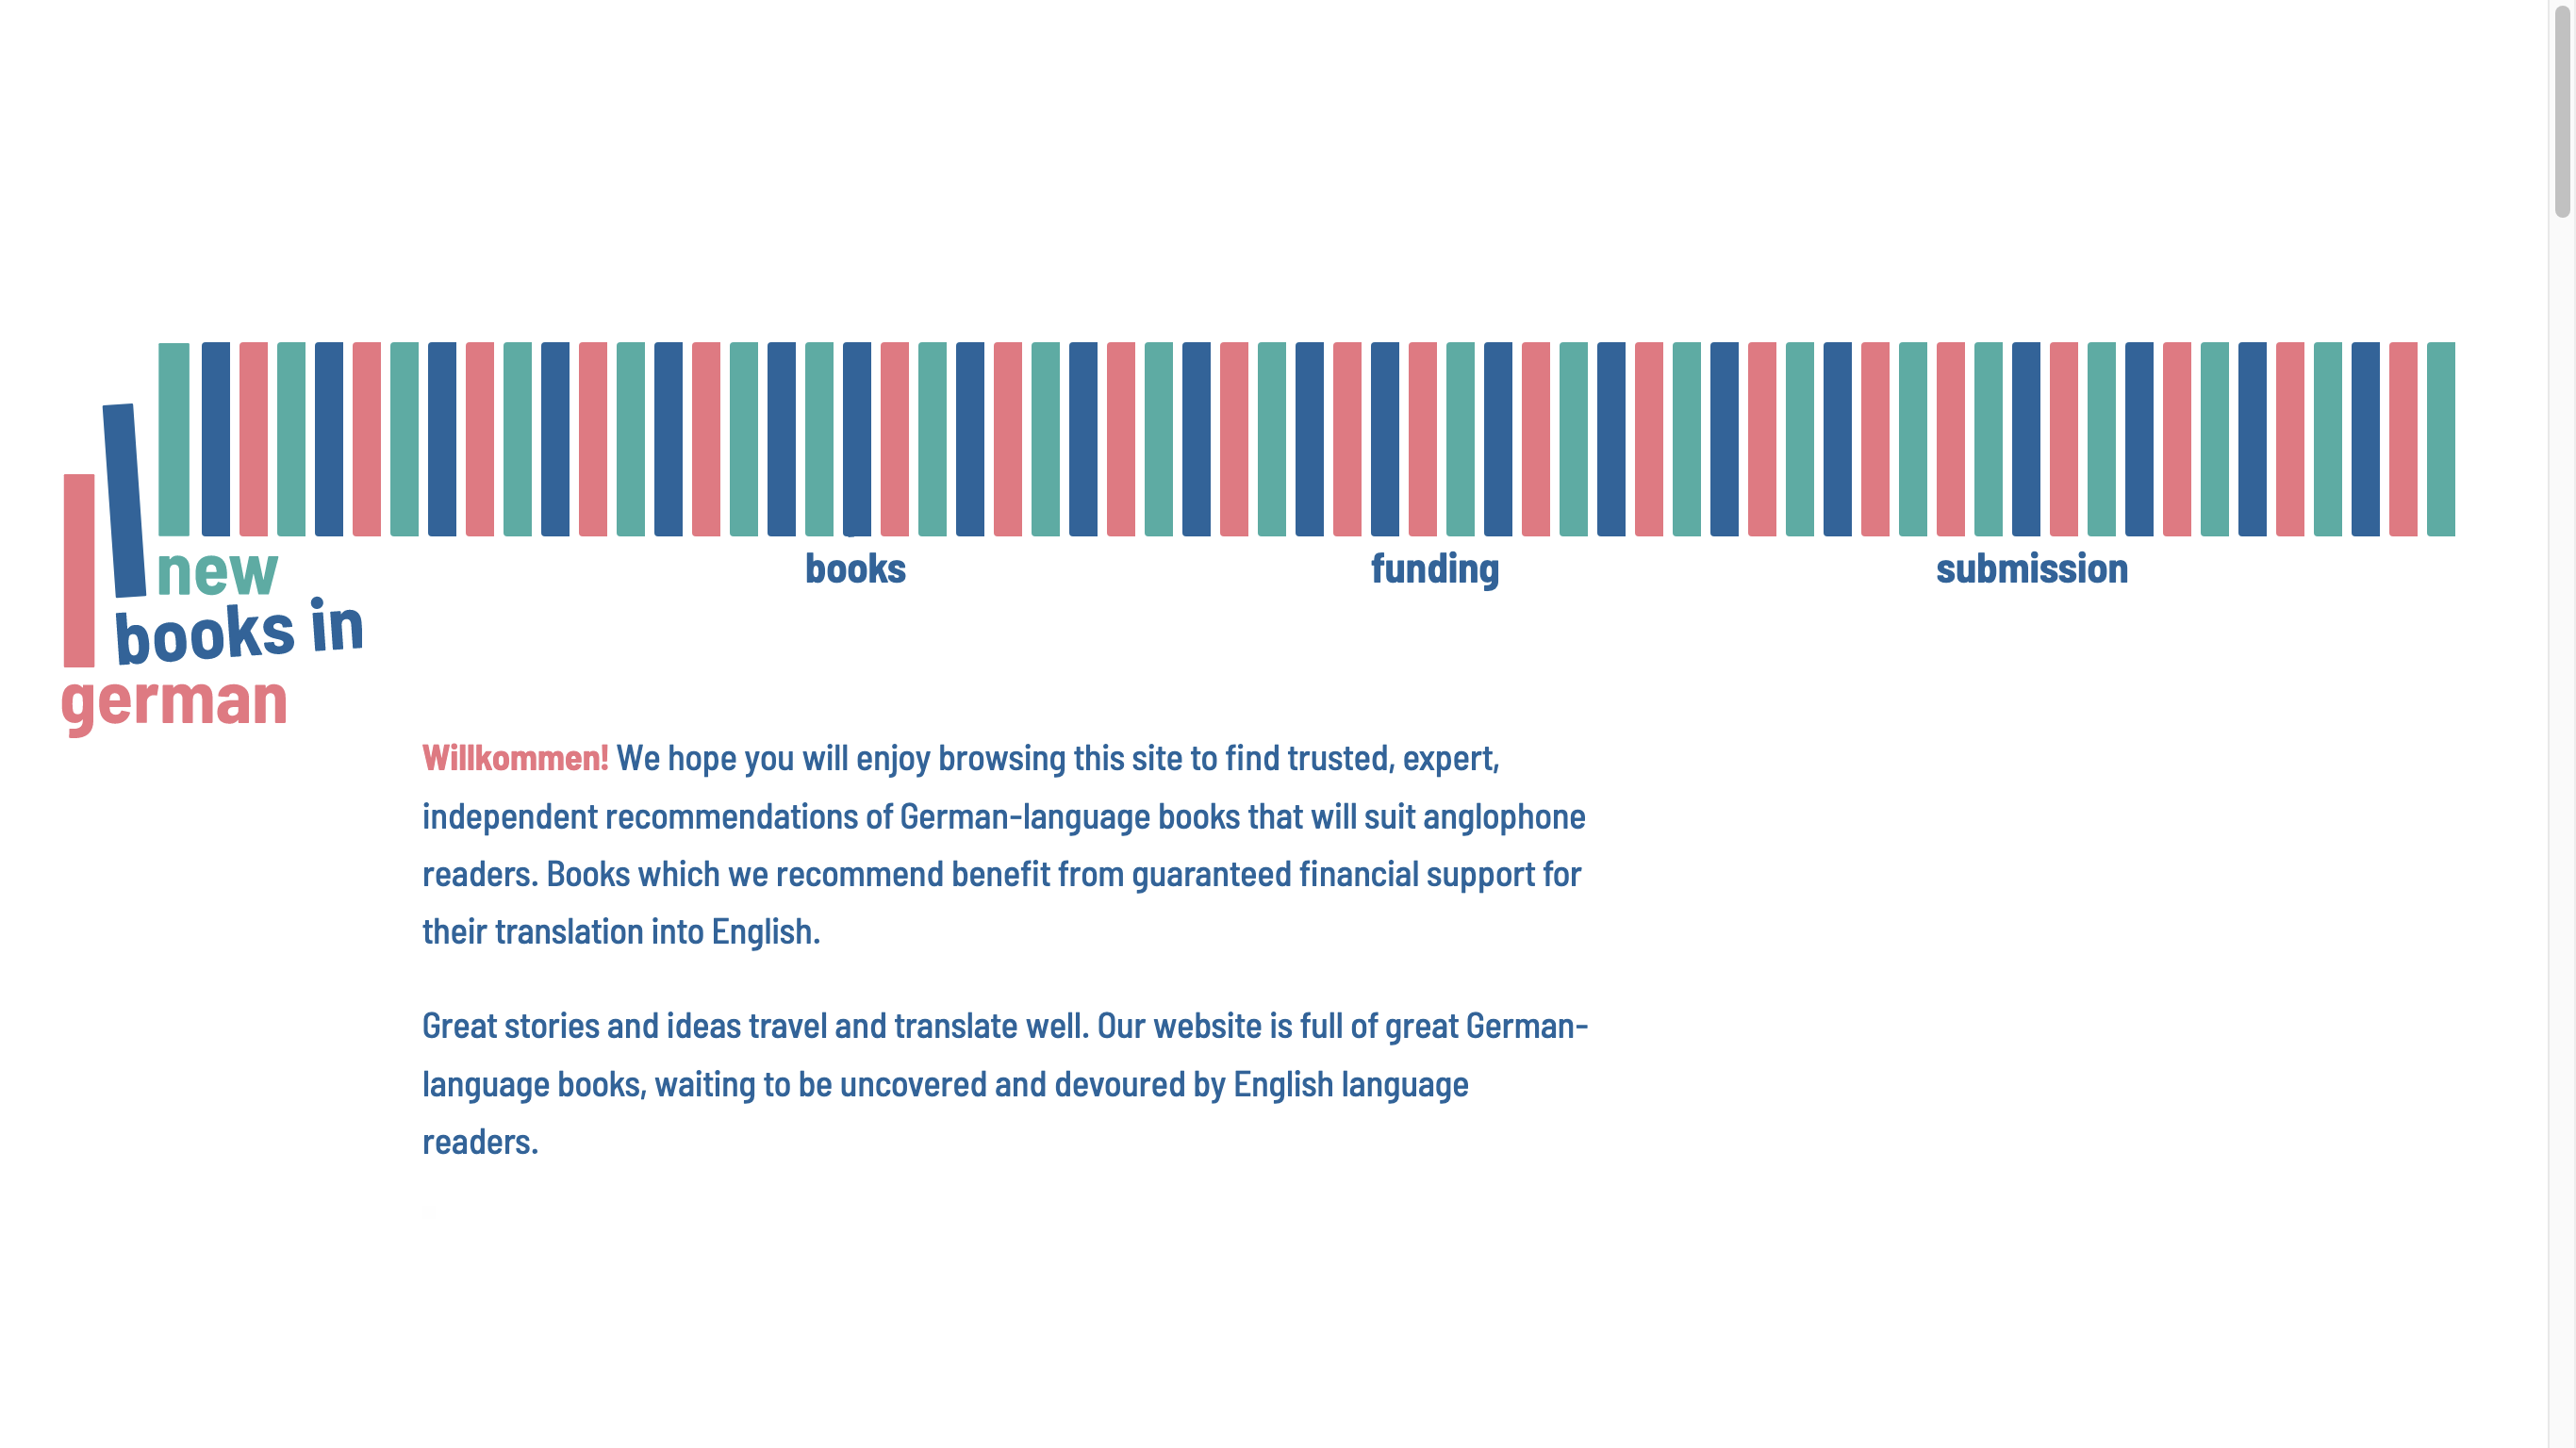 new
books in
german
books
funding
submission
Willkommen! We hope you will enjoy browsing this site to find trusted, expert,
independent recommendations of German-language books that will suit anglophone
readers. Books which we recommend benefit from guaranteed financial support for
their translation into English.
Great stories and ideas travel and translate well. Our website is full of great German-
language books, waiting to be uncovered and devoured by English language
readers.